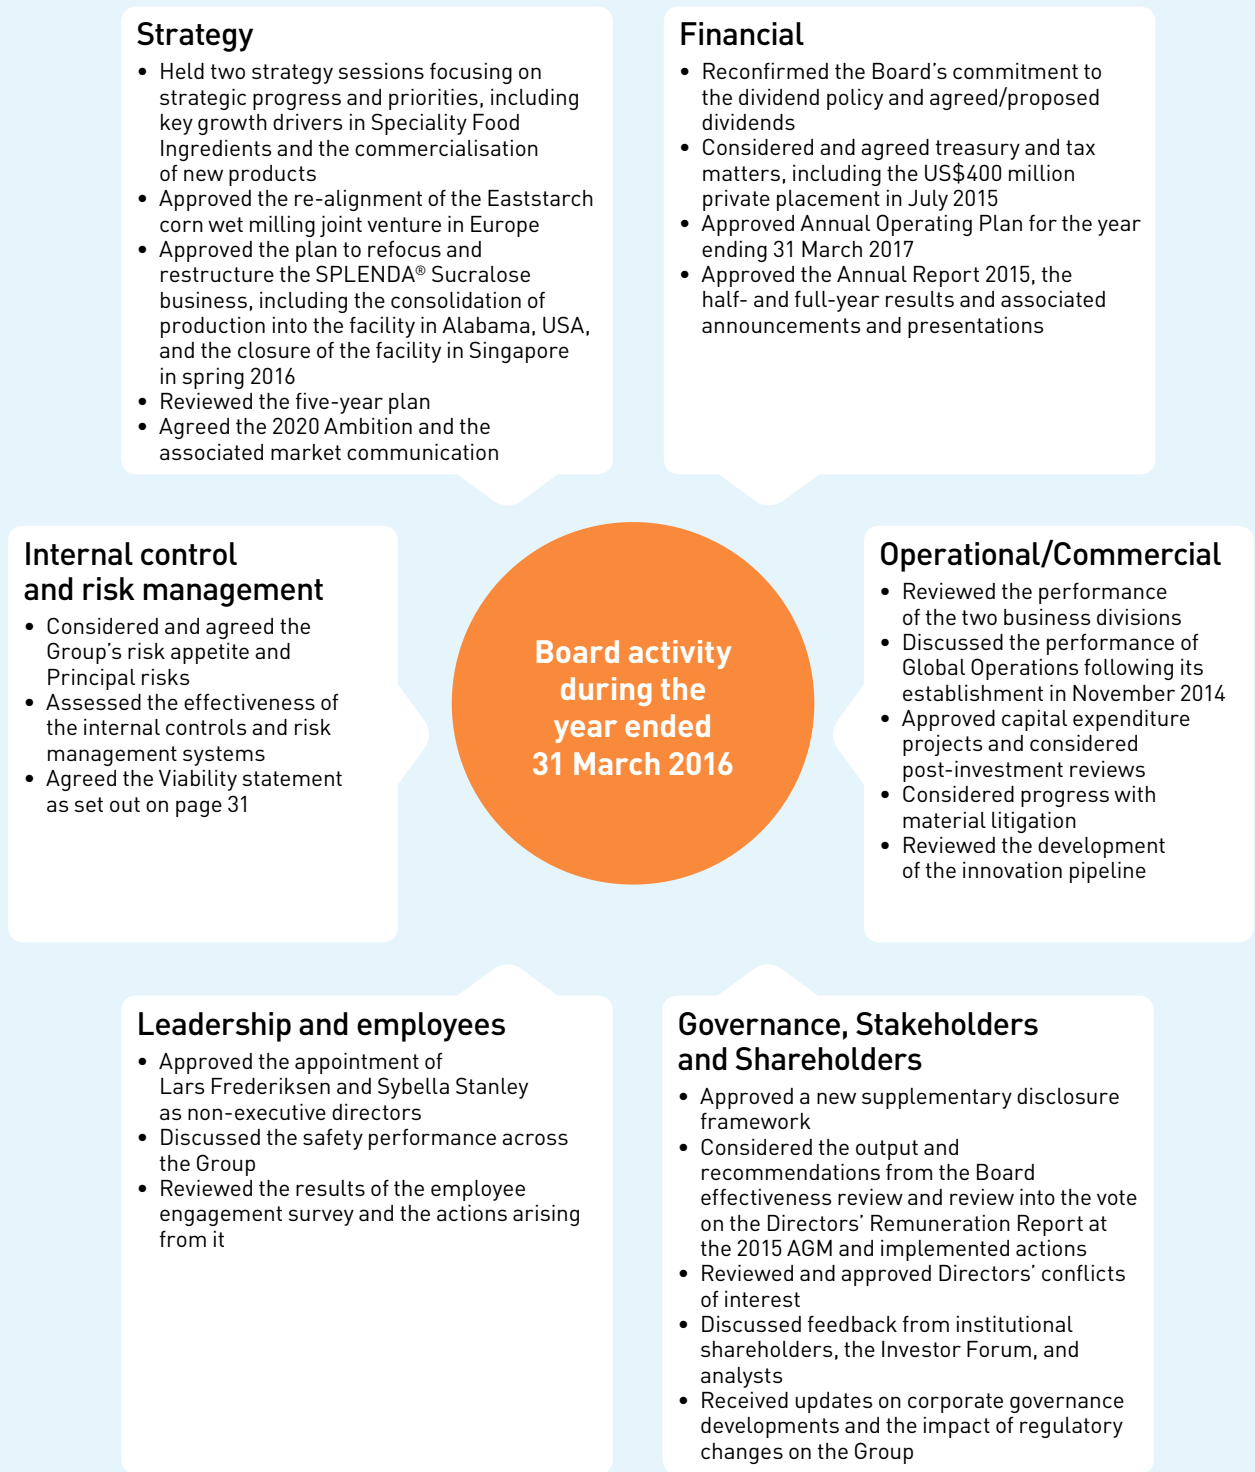 Strategy
• Held two strategy sessions focusing on
strategic progress and priorities, including
key growth drivers in Speciality Food
Ingredients and the commercialisation
of new products
• Approved the re-alignment of the Eaststarch
corn wet milling joint venture in Europe
• Approved the plan to refocus and
restructure the SPLENDA® Sucralose
business, including the consolidation of
production into the facility in Alabama, USA,
and the closure of the facility in Singapore
in spring 2016
• Reviewed the five-year plan
• Agreed the 2020 Ambition and the
associated market communication
Financial
• Reconfirmed the Board’s commitment to
the dividend policy and agreed/proposed
dividends
• Considered and agreed treasury and tax
matters, including the US$400 million
private placement in July 2015
• Approved Annual Operating Plan for the year
ending 31 March 2017
• Approved the Annual Report 2015, the
half- and full-year results and associated
announcements and presentations
Internal control
and risk management
• Considered and agreed the
Group’s risk appetite and
Principal risks
• Assessed the effectiveness of
the internal controls and risk
management systems
• Agreed the Viability statement
as set out on page 31
Board activity
during the
year ended
31 March 2016
Operational/Commercial
• Reviewed the performance
of the two business divisions
• Discussed the performance of
Global Operations following its
establishment in November 2014
• Approved capital expenditure
projects and considered
post-investment reviews
• Considered progress with
material litigation
• Reviewed the development
of the innovation pipeline
Leadership and employees
• Approved the appointment of
Lars Frederiksen and Sybella Stanley
as non-executive directors
• Discussed the safety performance across
the Group
• Reviewed the results of the employee
engagement survey and the actions arising
from it
Governance, Stakeholders
and Shareholders
• Approved a new supplementary disclosure
framework
• Considered the output and
recommendations from the Board
effectiveness review and review into the vote
on the Directors’ Remuneration Report at
the 2015 AGM and implemented actions
• Reviewed and approved Directors’ conflicts
of interest
• Discussed feedback from institutional
shareholders, the Investor Forum, and
analysts
• Received updates on corporate governance
developments and the impact of regulatory
changes on the Group